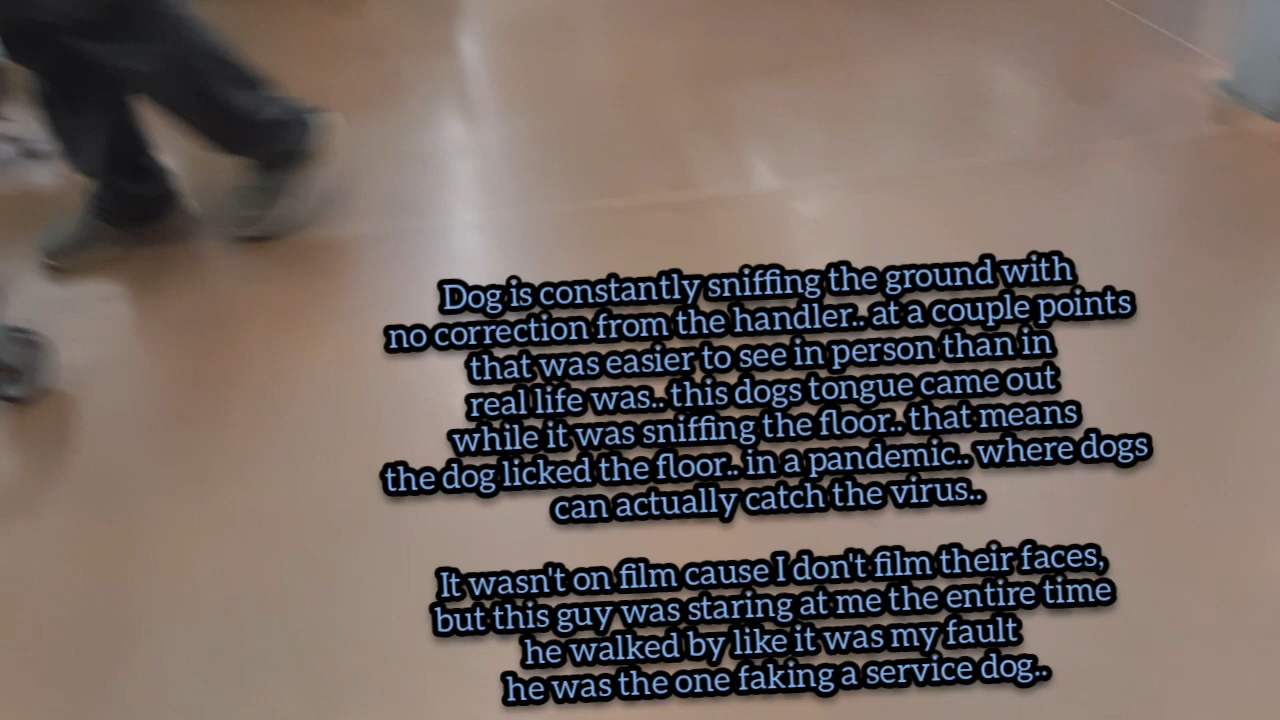 Dog is constantly sniffing the ground with
no correction from the handler.. at a couple points
that was easier to see in person than in
real life was.. this dogs tongue came out
while it was sniffing the floor.. that means
the dog licked the floor.. in a pandemic.. where dogs
can actually catch the virus..
It wasn't on film cause I don't film their faces,
but this guy was staring at me the entire time
he walked by like it was my fault
he was the one faking a service dog..